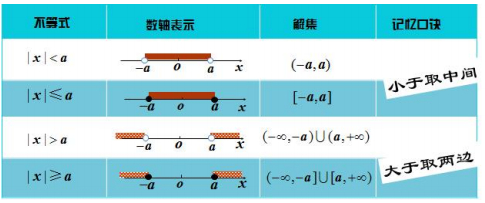 不等式 数轴表示 解集 记忆口诀
|x|<a -a o a x (-a,a)
小于取中间
|x|≤a -a o a x [-a,a]
|x|>a -a o a x (-∞,-a)∪(a,+∞)
大于取两边
|x|≥a -a o a x (-∞,-a]∪[a,+∞)